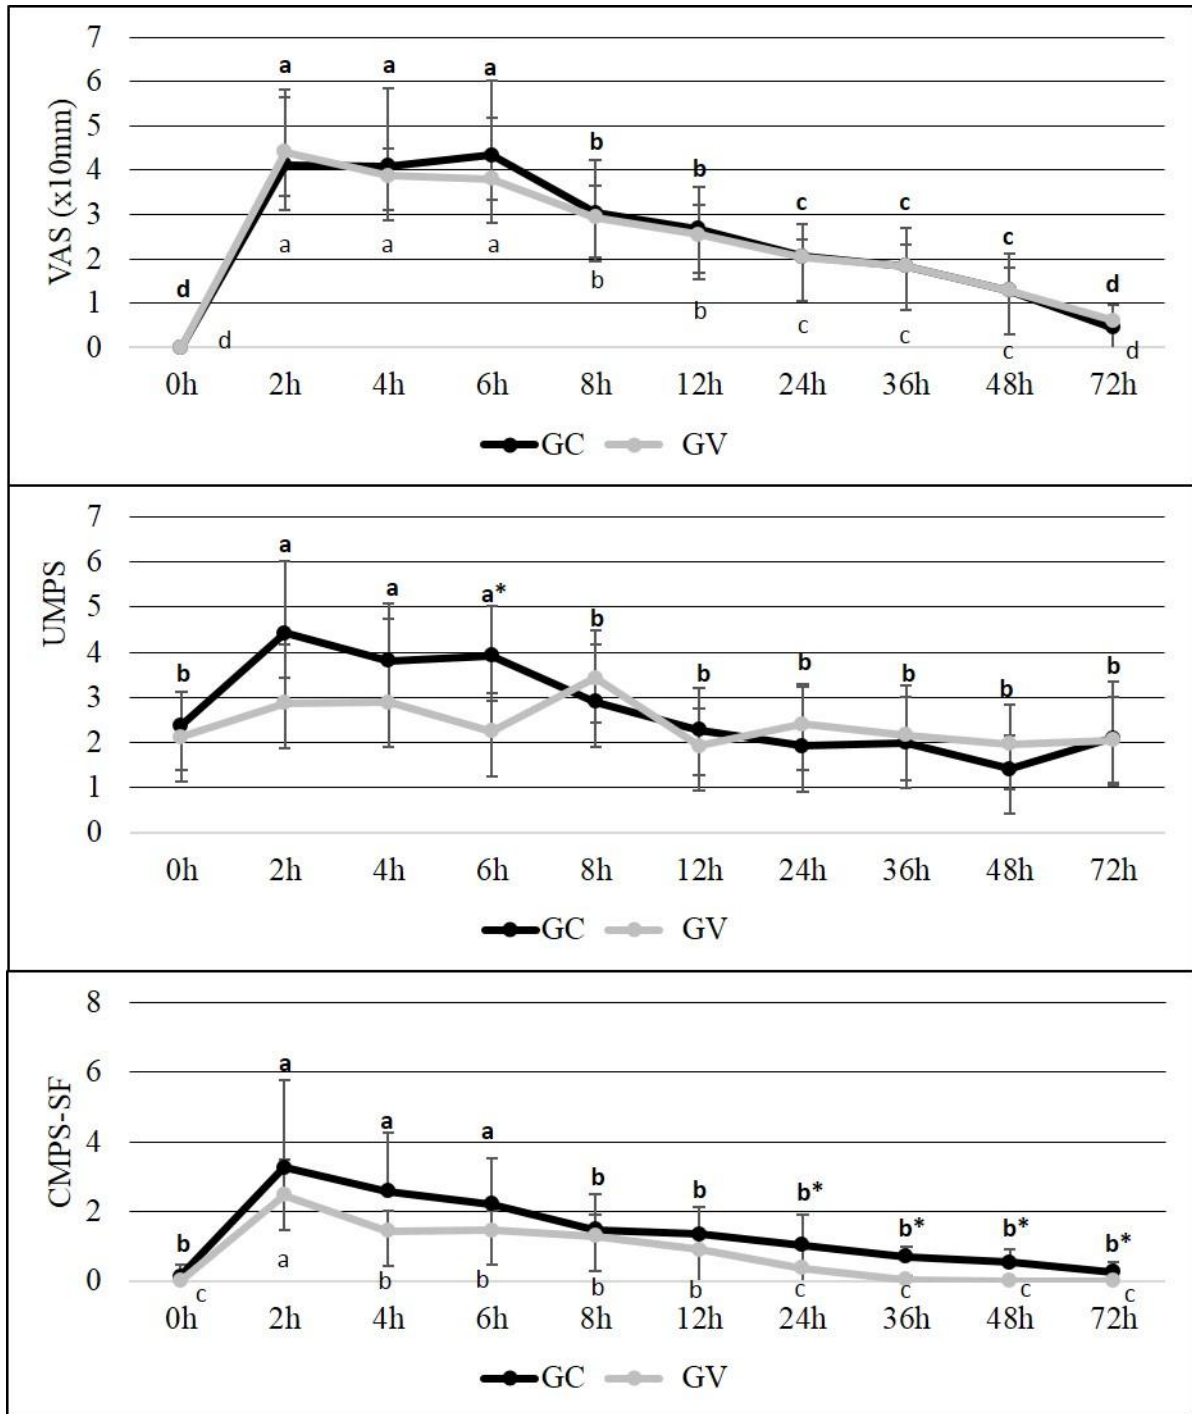 7
a a a
6
5
b
4
b
3
c c
2
c
d d
1
0
VAS (x10mm)
a a a
b
b
c
c
c
d
d
0h 2h 4h 6h 8h 12h 24h 36h 48h 72h
GC GV
7
6
5
4
3
2
1
0
UMPS
b a a a* b b b b b b
0h 2h 4h 6h 8h 12h 24h 36h 48h 72h
GC GV
8
6
4
2
0
CMPS-SF
b a a a b b b* b* b* b*
c a b b b b c c c c
0h 2h 4h 6h 8h 12h 24h 36h 48h 72h
GC GV